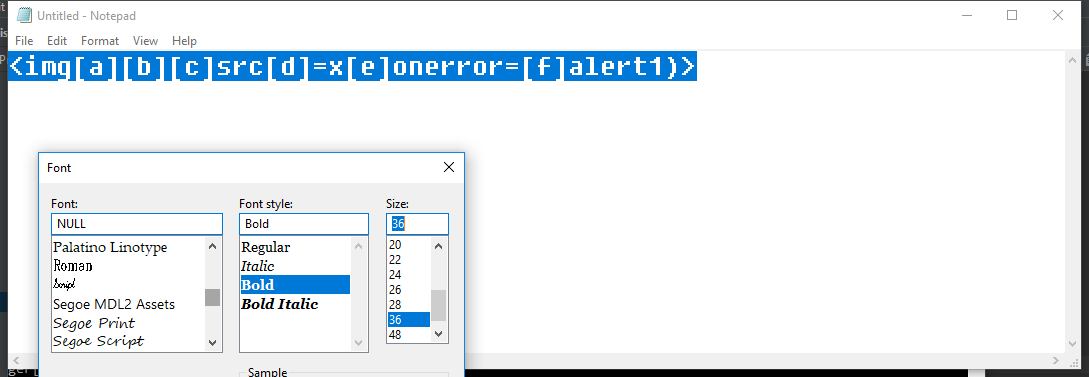 Untitled - Notepad
File Edit Format View Help
<img[a][b][c]src[d]=x[e]onerror=[f]alert1)>
Font
Font: Font style: Size:
NULL Bold 36
Palatino Linotype Regular 20
Roman Italic 22
Script Bold 24
Segoe MDL2 Assets Bold Italic 26
Segoe Print 28
Segoe Script 36
48
Sample